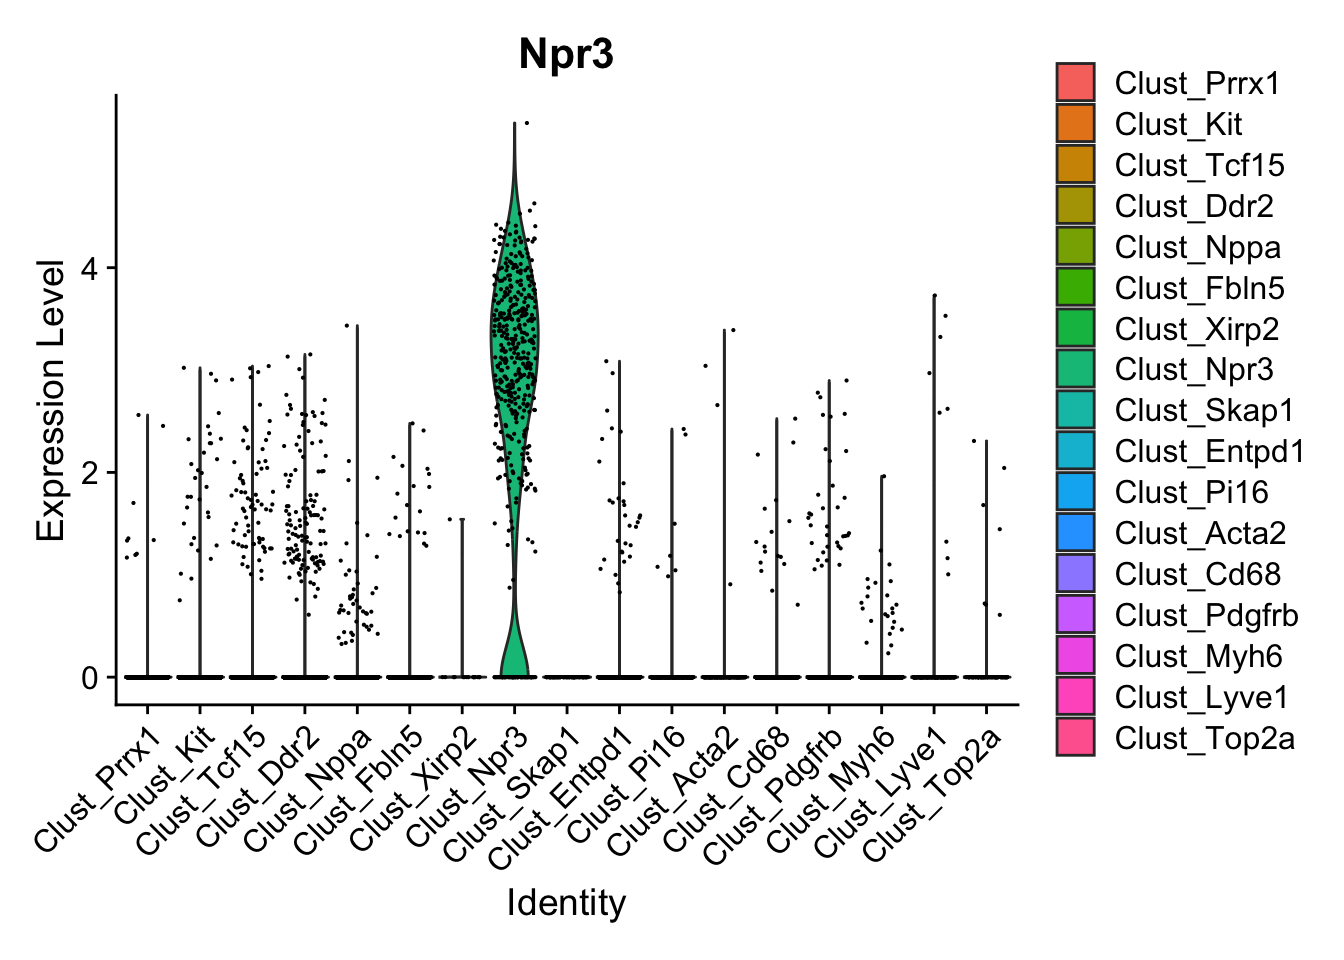 Npr3
Expression Level
4
2
0
Clust_Prrx1
Clust_Kit
Clust_Tcf15
Clust_Ddr2
Clust_Nppa
Clust_Fbln5
Clust_Xirp2
Clust_Npr3
Clust_Skap1
Clust_Entpd1
Clust_Pi16
Clust_Acta2
Clust_Cd68
Clust_Pdgfrb
Clust_Myh6
Clust_Lyve1
Clust_Top2a
Identity
Clust_Prrx1
Clust_Kit
Clust_Tcf15
Clust_Ddr2
Clust_Nppa
Clust_Fbln5
Clust_Xirp2
Clust_Npr3
Clust_Skap1
Clust_Entpd1
Clust_Pi16
Clust_Acta2
Clust_Cd68
Clust_Pdgfrb
Clust_Myh6
Clust_Lyve1
Clust_Top2a